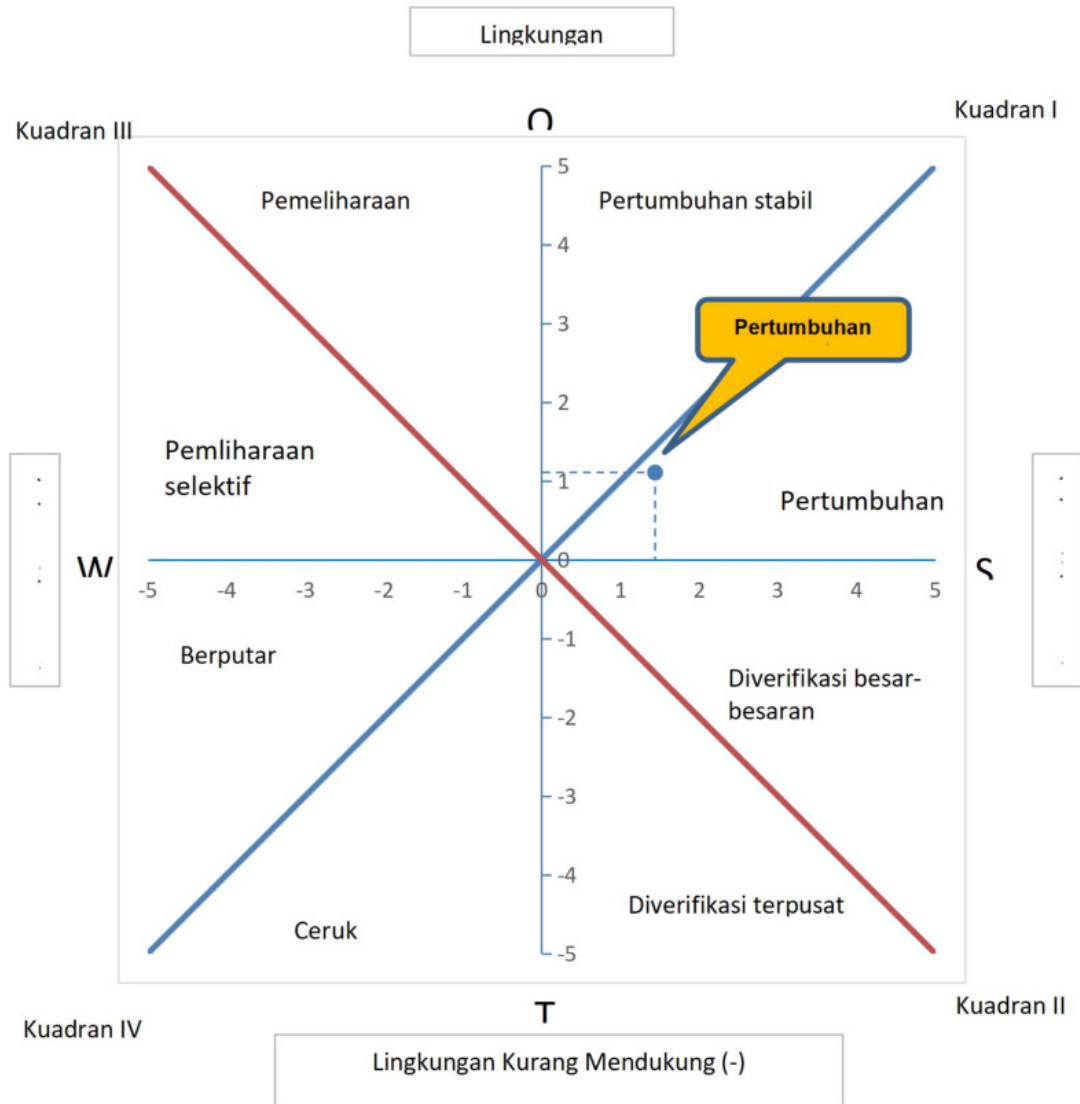 Lingkungan
Kuadran I
Kuadran III
O
Pemeliharaan
Pertumbuhan stabil
5
4
3
2
1
0
-1
-2
-3
-4
-5
Pertumbuhan
Pemliharaan
selektif
Pertumbuhan
W
S
-5 -4 -3 -2 -1 0 1 2 3 4 5
Berputar
Diverifikasi besar-
besaran
Diverifikasi terpusat
Ceruk
T
Kuadran II
Kuadran IV
Lingkungan Kurang Mendukung (-)